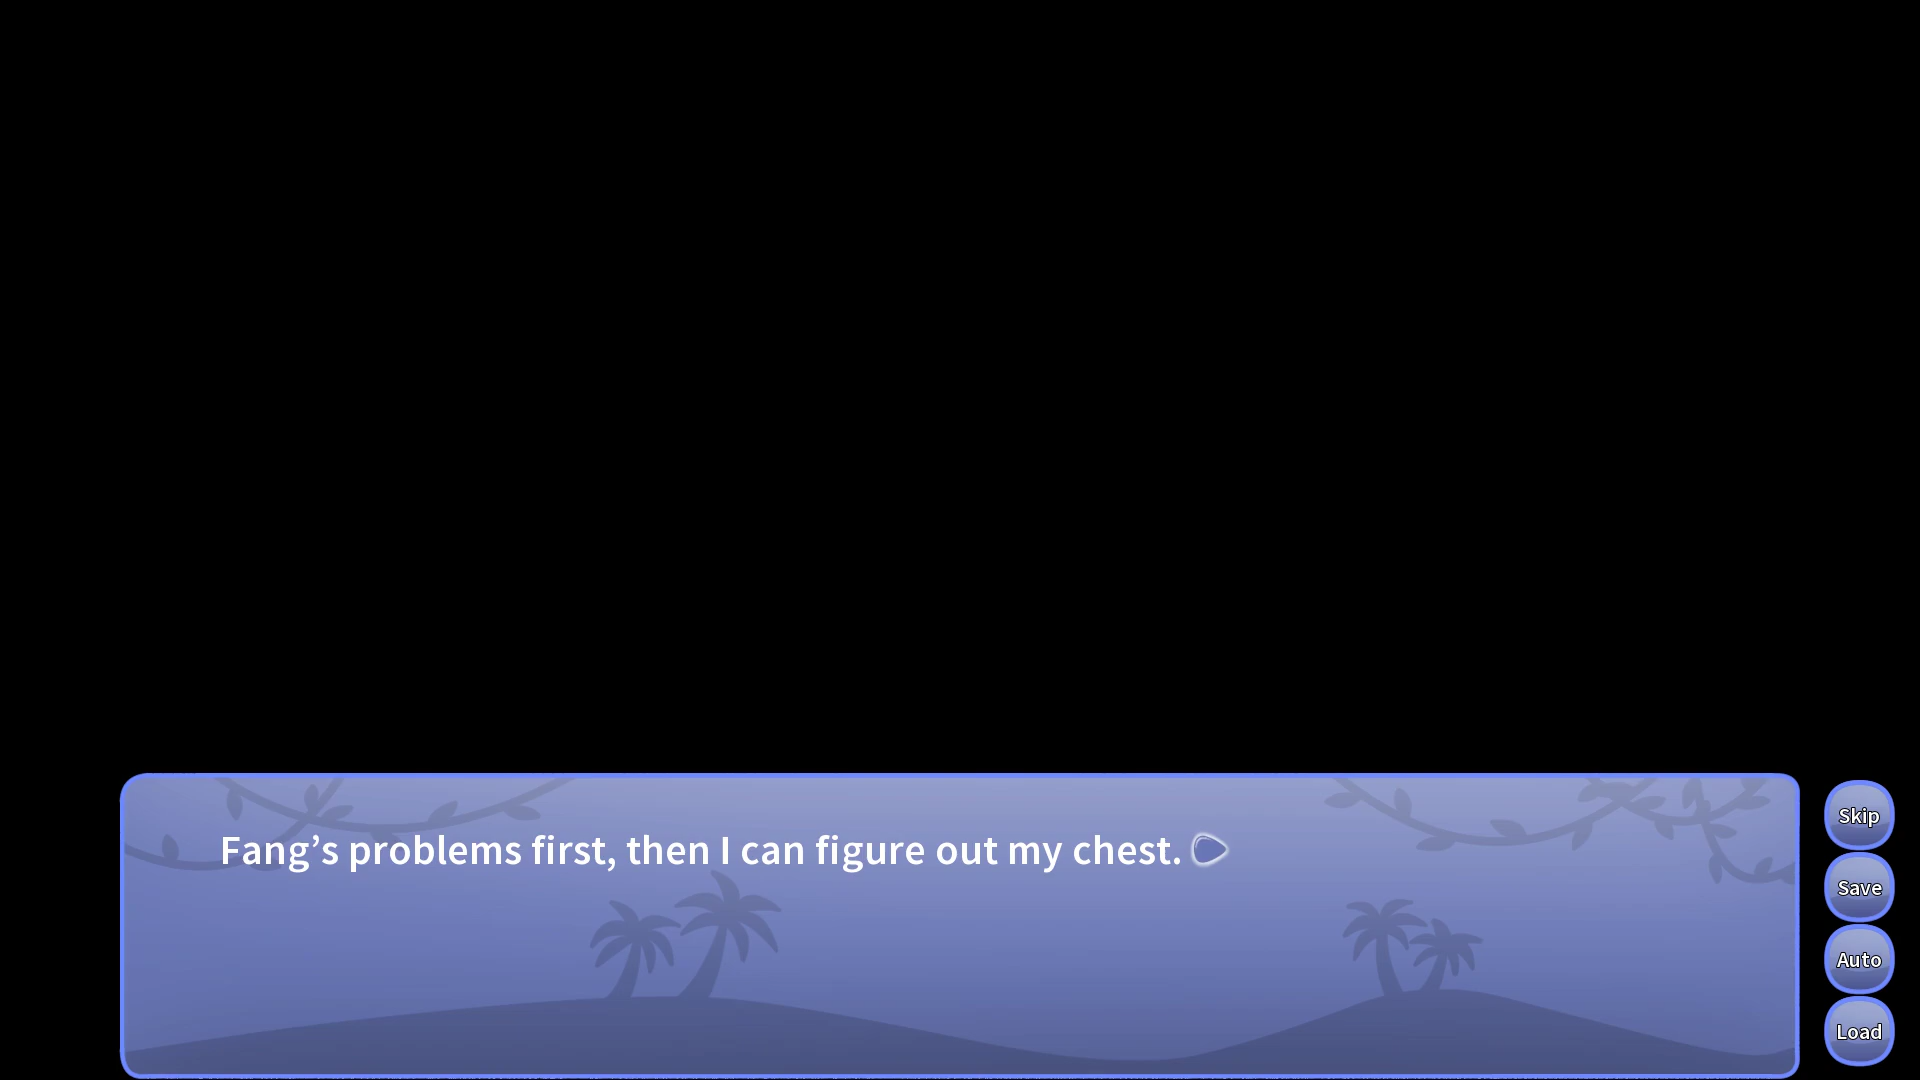 Fang’s problems first, then I can figure out my chest.
Skip
Save
Auto
Load